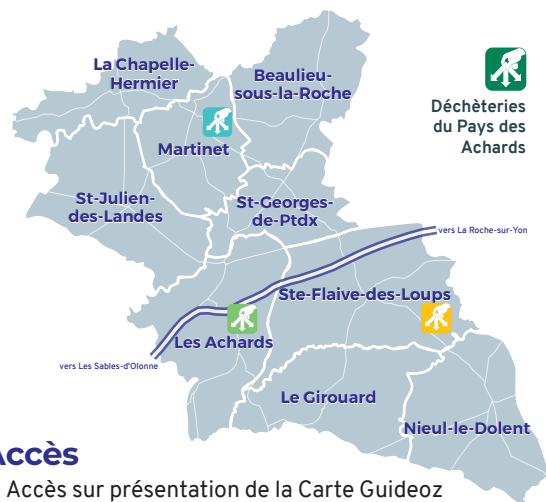 La Chapelle-
Hermier
Beaulieu-
sous-la-Roche
Déchèteries
du Pays des
Achards
Martinet
St-Julien-
des-Landes
St-Georges-
de-Ptdx
vers La Roche-sur-Yon
Ste-Flaive-des-Loups
Les Achards
vers Les Sables-d'Olonne
Le Girouard
Nieul-le-Dolent
Accès
Accès sur présentation de la Carte Guideoz